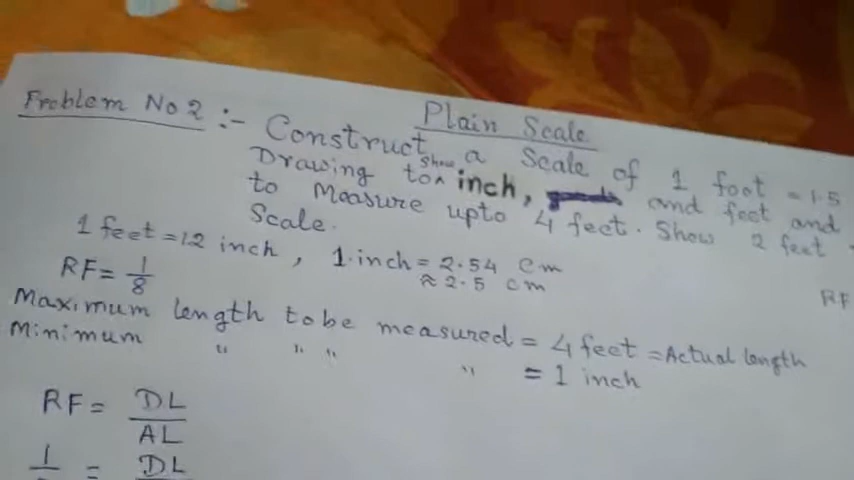 Plain Scale
Problem No 2 :- Construct a Scale of 1 foot = 1.5
Drawing to show inch, and feet and
to measure upto 4 feet. Show 2 feet
Scale.
1 feet = 12 inch, 1 inch = 2.54 cm
≈ 2.5 cm
RF = 1/8
RF
Maximum length tobe measured = 4 feet = Actual length
Minimum " " " " = 1 inch
RF = DL/AL
= DL